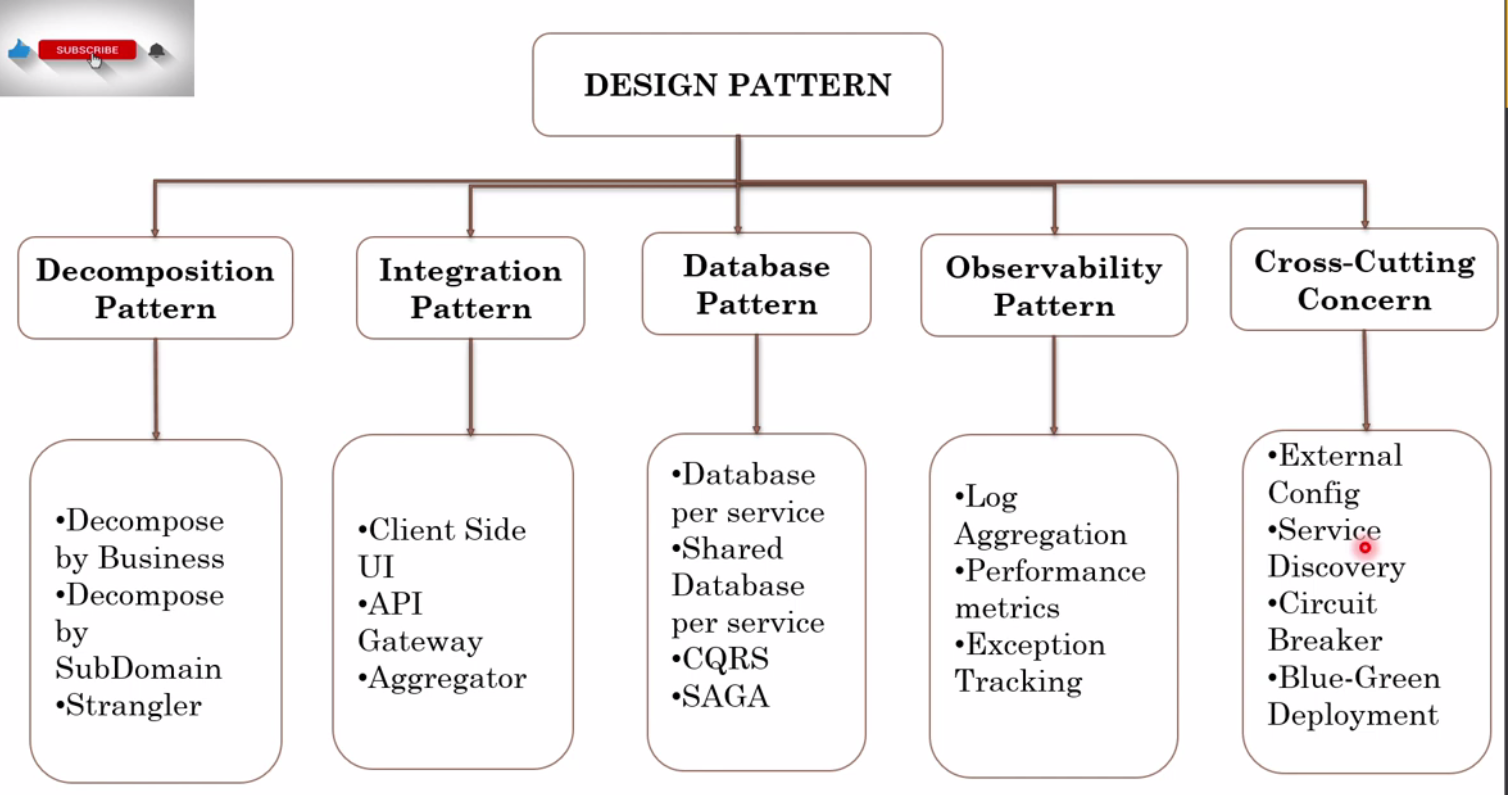 SUBSCRIBE
DESIGN PATTERN
Decomposition
Pattern
Integration
Pattern
Database
Pattern
Observability
Pattern
Cross-Cutting
Concern
•Decompose
by Business
•Decompose
by
SubDomain
•Strangler
•Client Side
UI
•API
Gateway
•Aggregator
•Database
per service
•Shared
Database
per service
•CQRS
•SAGA
•Log
Aggregation
•Performance
metrics
•Exception
Tracking
•External
Config
•Service
Discovery
•Circuit
Breaker
•Blue-Green
Deployment